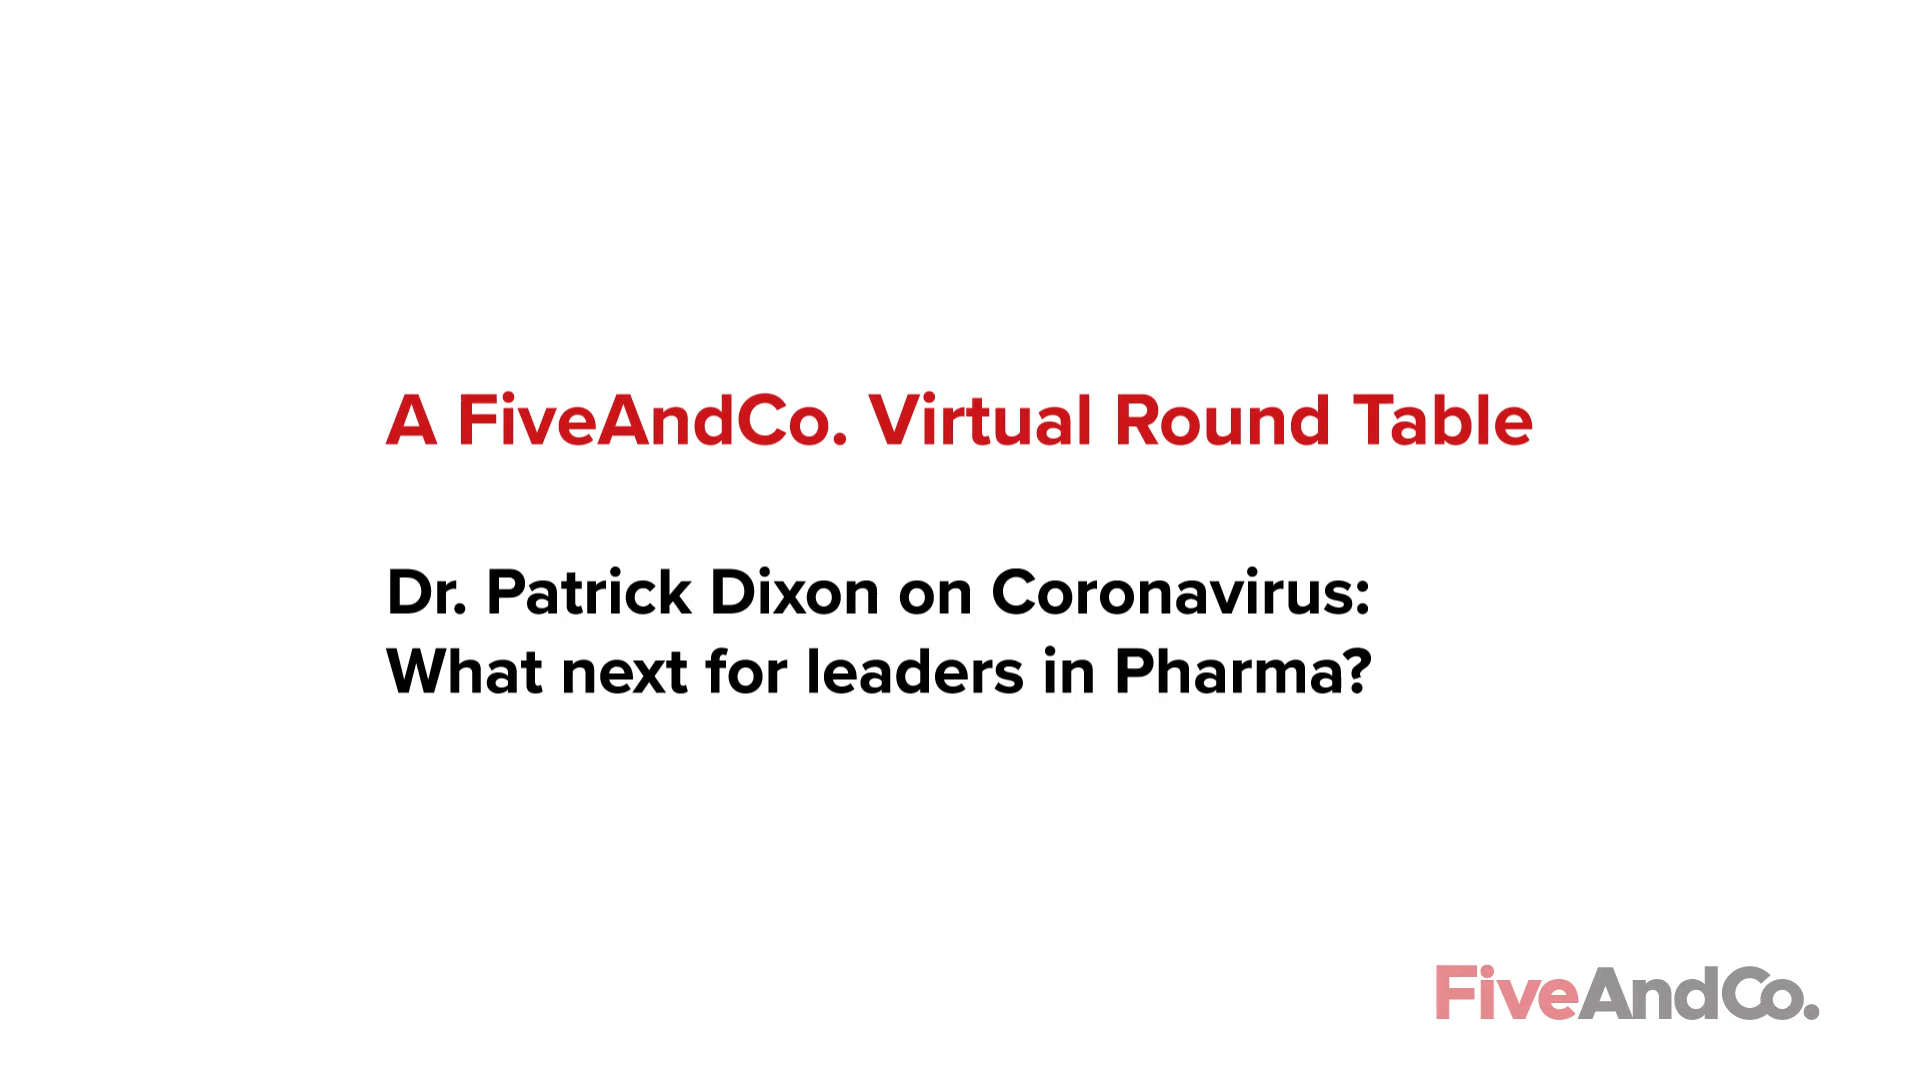 A FiveAndCo. Virtual Round Table
Dr. Patrick Dixon on Coronavirus:
What next for leaders in Pharma?
FiveAndCo.